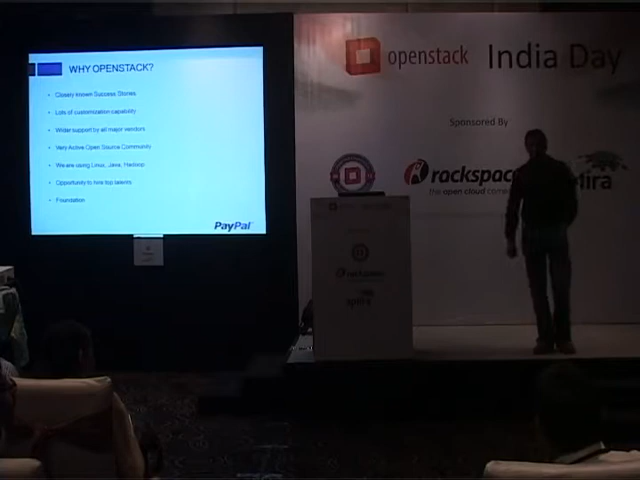 WHY OPENSTACK?
• Closely known Success Stories
• Lots of customization capability
• Wider support by all major vendors
• Very Active Open Source Community
• We are using Linux, Java, Hadoop
• Opportunity to hire top talents
• Foundation
PayPal
openstack India Day
Sponsored By
rackspace
the open cloud